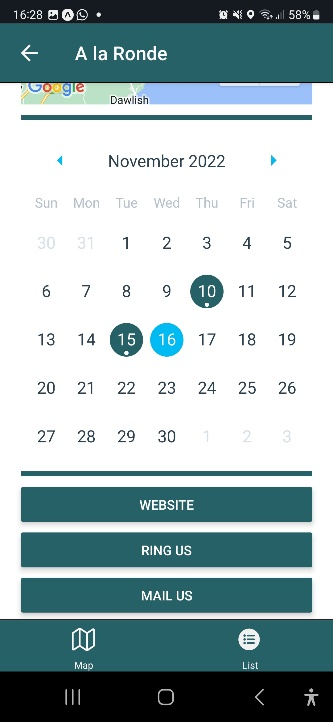 16:28 58%
A la Ronde
Google
Dawlish
November 2022
Sun Mon Tue Wed Thu Fri Sat
30 31 1 2 3 4 5
6 7 8 9 10 11 12
13 14 15 16 17 18 19
20 21 22 23 24 25 26
27 28 29 30 1 2 3
WEBSITE
RING US
MAIL US
Map List